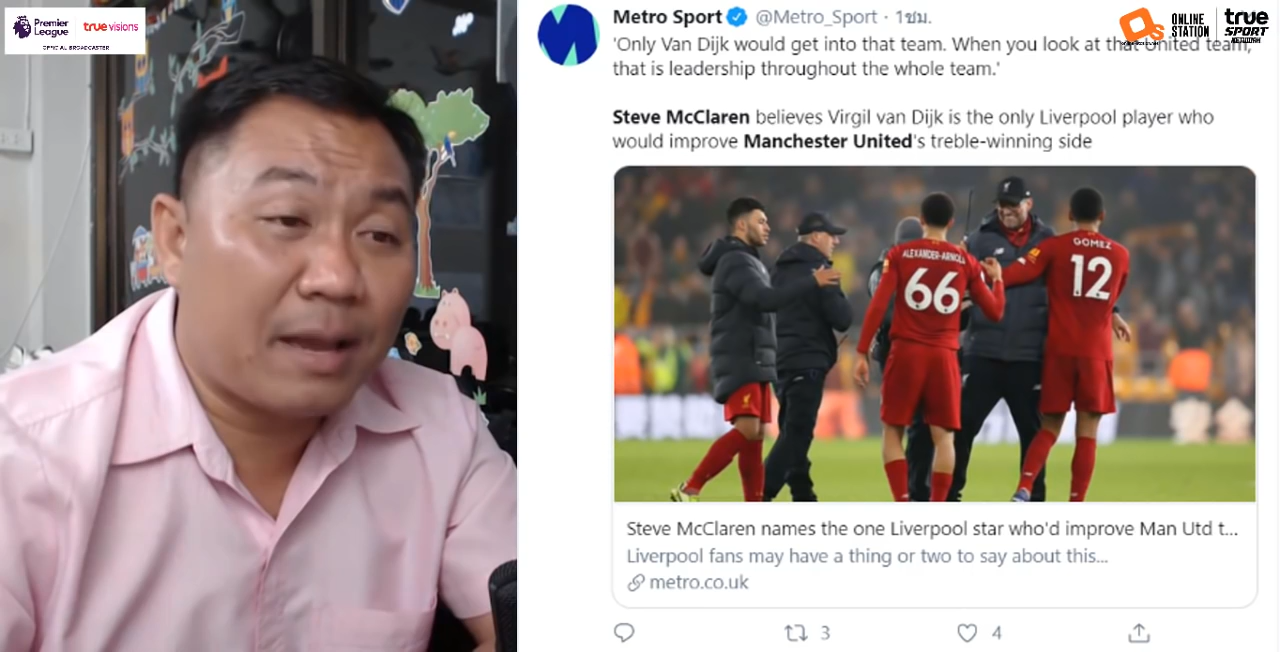 Premier League
true visions
OFFICIAL BROADCASTER
Metro Sport @Metro_Sport · 1ชม.
'Only Van Dijk would get into that team. When you look at that United team,
that is leadership throughout the whole team.'
Steve McClaren believes Virgil van Dijk is the only Liverpool player who
would improve Manchester United's treble-winning side
OS ONLINE STATION
true SPORT
ALEXANDER-ARNOLD
66
GOMEZ
12
Steve McClaren names the one Liverpool star who'd improve Man Utd t...
Liverpool fans may have a thing or two to say about this...
metro.co.uk
3
4